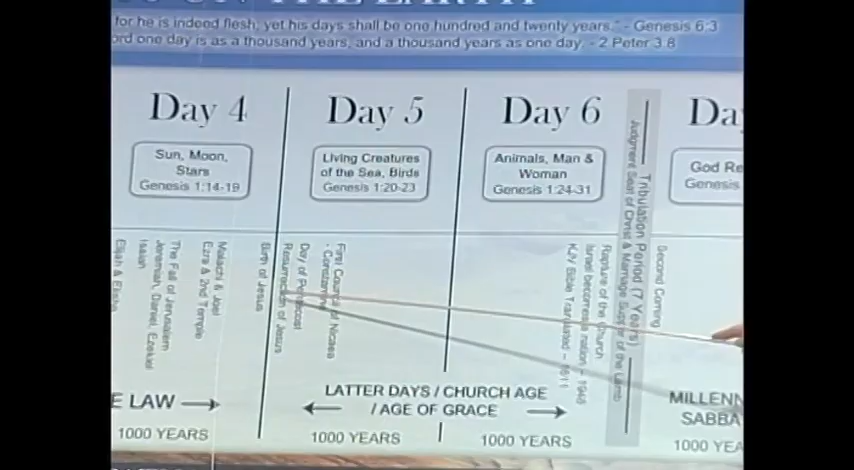 for he is indeed flesh; yet his days shall be one hundred and twenty years." - Genesis 6:3
ord one day is as a thousand years, and a thousand years as one day. - 2 Peter 3:8
Day 4
Sun, Moon,
Stars
Genesis 1:14-19
Day 5
Living Creatures
of the Sea, Birds
Genesis 1:20-23
Day 6
Animals, Man &
Woman
Genesis 1:24-31
Da
God Re
Genesis
Elijah & Elisha
Isaiah
Jeremiah, Daniel, Ezekiel
The Fall of Jerusalem
Ezra & 2nd Temple
Malachi & Joel
Birth of Jesus
Resurrection of Jesus
Day of Pentecost
First Council of Nicaea
- Constantine
KJV Bible Translated - 1611
Israel becomes a nation - 1948
Rapture of the Church
Judgment Seat of Christ & Marriage Supper of the Lamb
Tribulation Period (7 Years)
Second Coming
E LAW
LATTER DAYS / CHURCH AGE
/ AGE OF GRACE
MILLENN
SABBA
1000 YEARS
1000 YEARS
1000 YEARS
1000 YEA